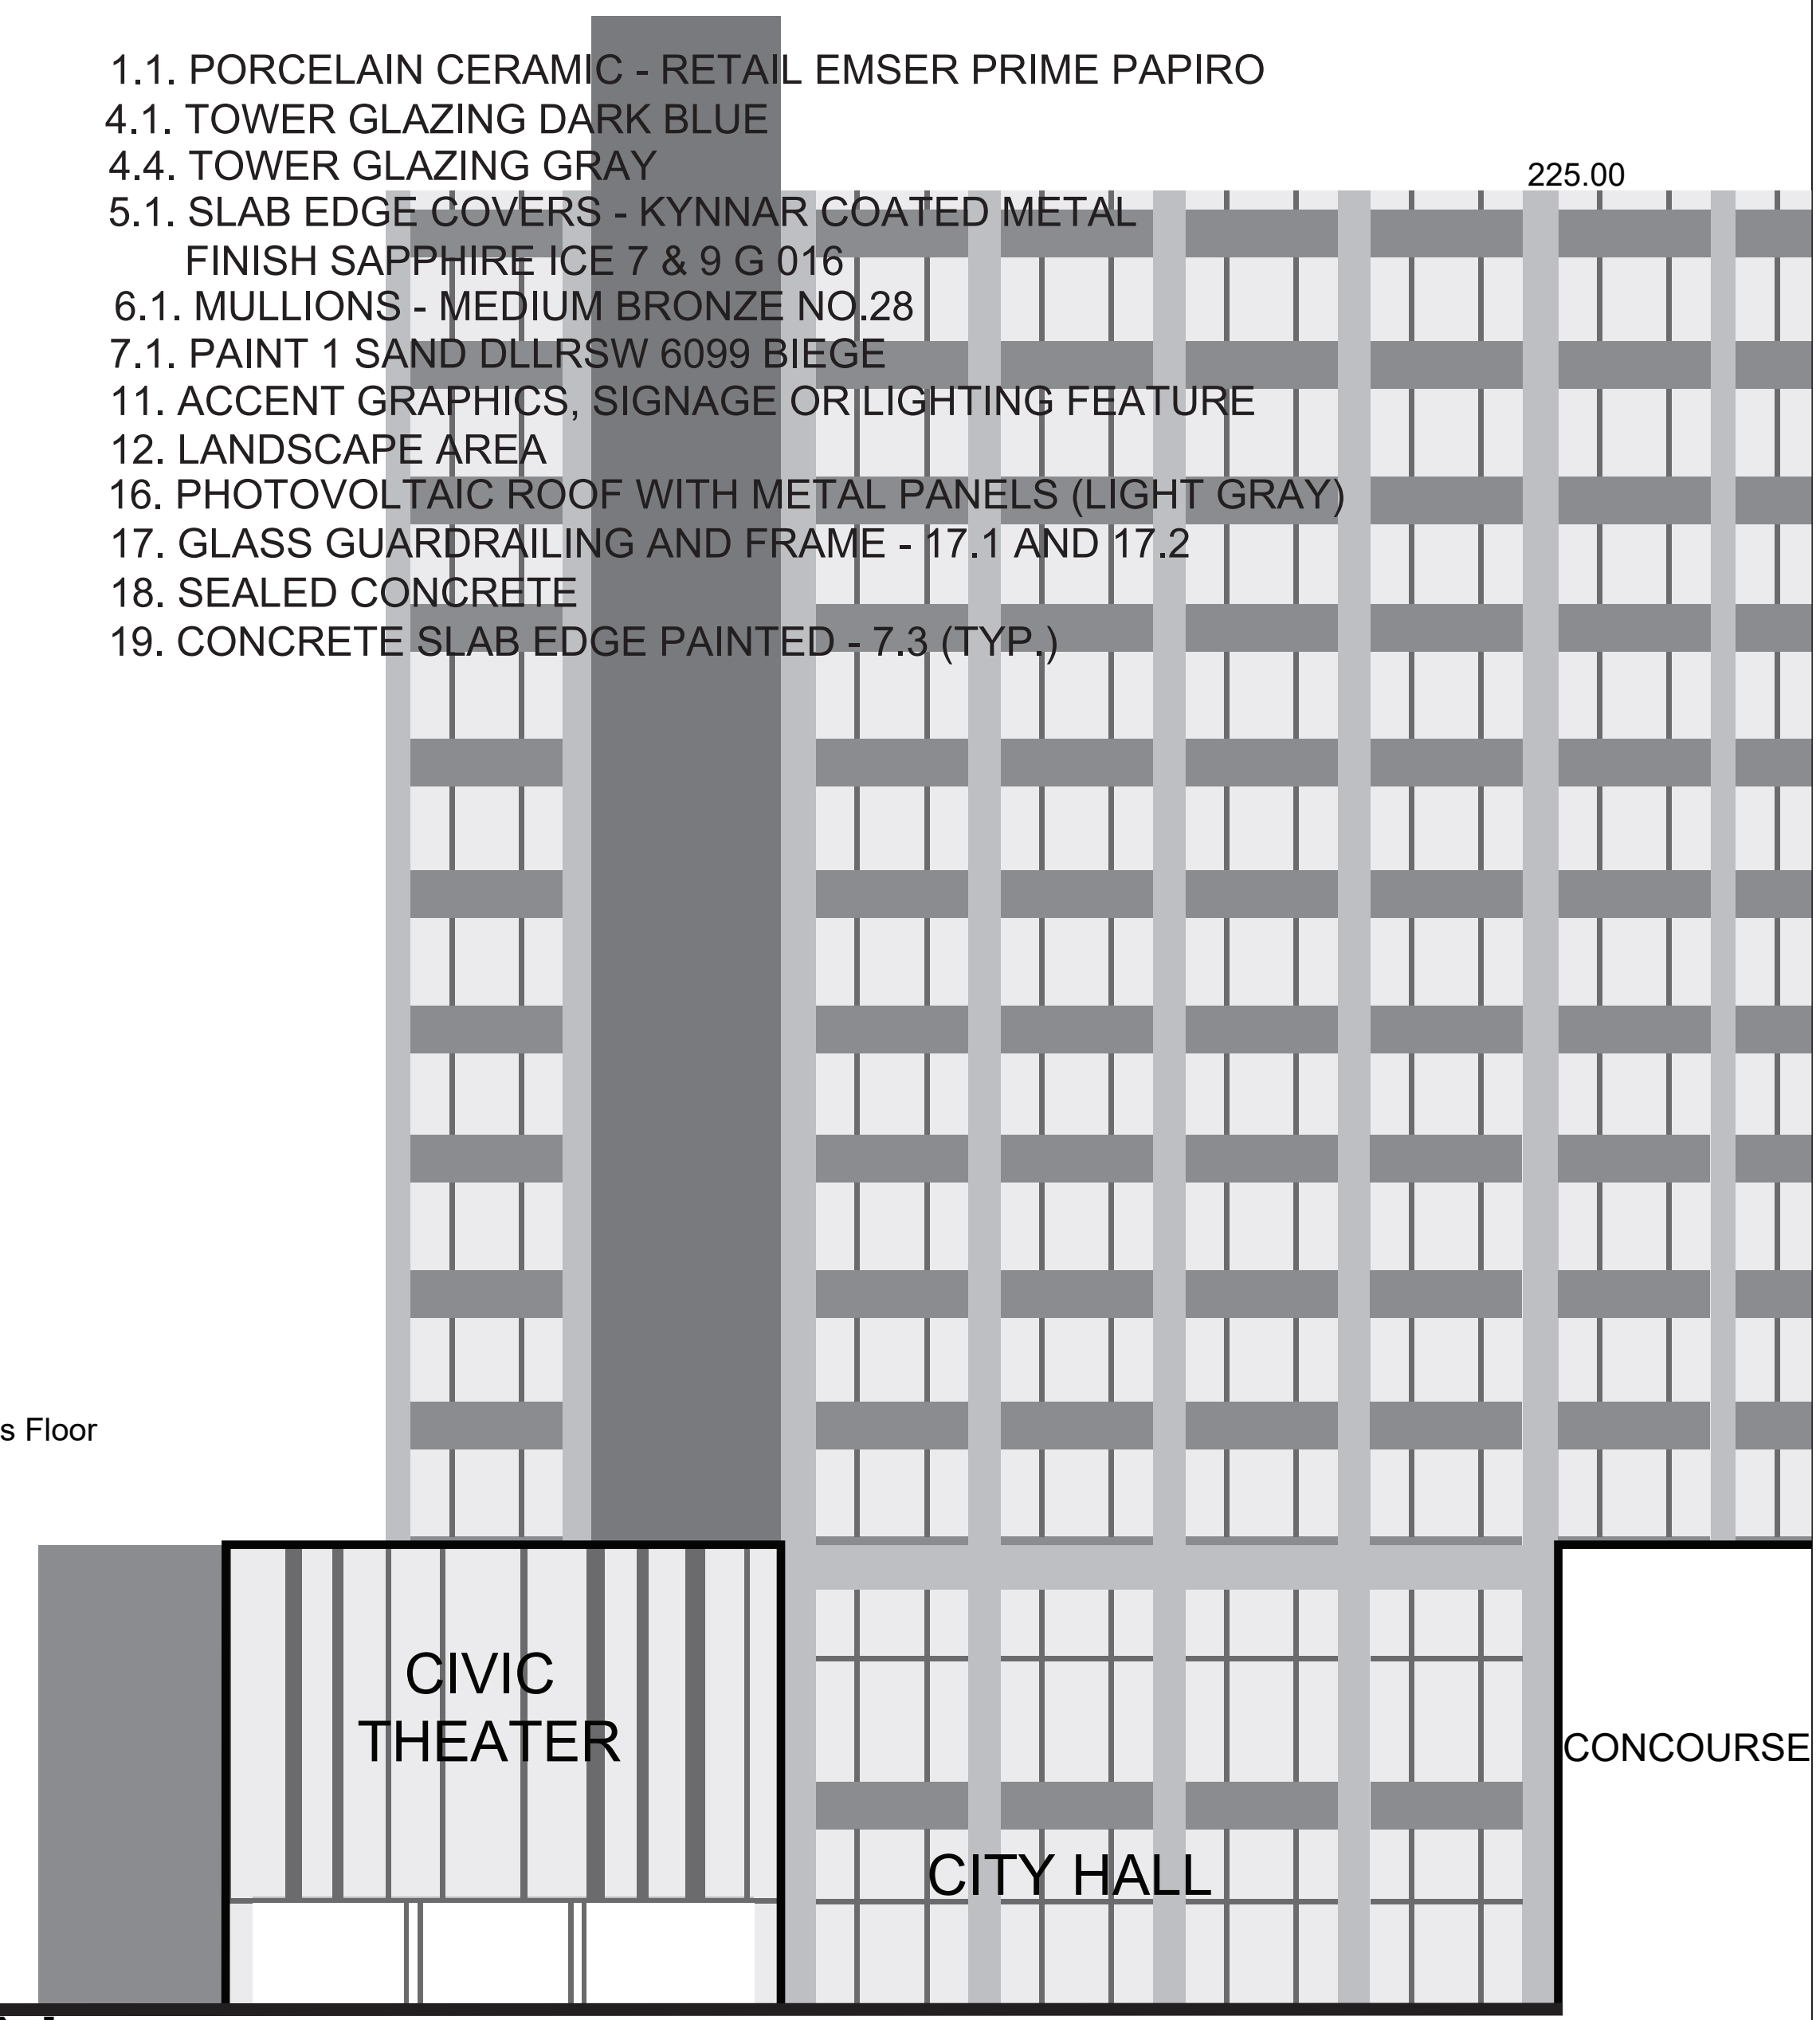 1.1. PORCELAIN CERAMIC - RETAIL EMSER PRIME PAPIRO
4.1. TOWER GLAZING DARK BLUE
4.4. TOWER GLAZING GRAY
225.00
5.1. SLAB EDGE COVERS - KYNNAR COATED METAL
FINISH SAPPHIRE ICE 7 & 9 G 016
6.1. MULLIONS - MEDIUM BRONZE NO.28
7.1. PAINT 1 SAND DLLRSW 6099 BIEGE
11. ACCENT GRAPHICS, SIGNAGE OR LIGHTING FEATURE
12. LANDSCAPE AREA
16. PHOTOVOLTAIC ROOF WITH METAL PANELS (LIGHT GRAY)
17. GLASS GUARDRAILING AND FRAME - 17.1 AND 17.2
18. SEALED CONCRETE
19. CONCRETE SLAB EDGE PAINTED - 7.3 (TYP.)
s Floor
CIVIC
THEATER
CONCOURSE
CITY HALL